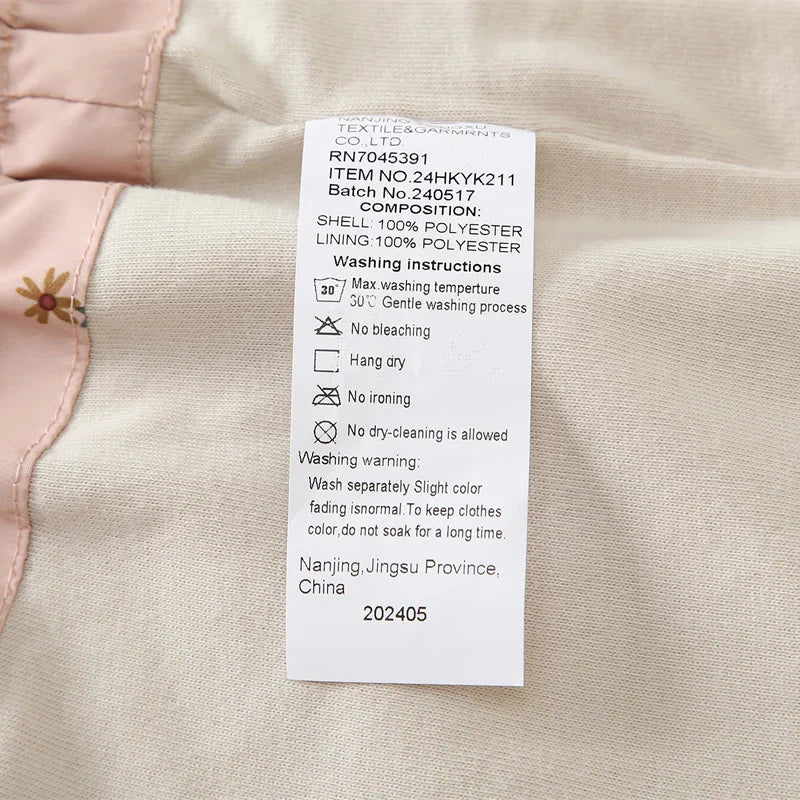 NANJING
TEXTILE&GARMRNTS
CO.,LTD.
RN7045391
ITEM NO.24HKYK211
Batch No.240517
COMPOSITION:
SHELL: 100% POLYESTER
LINING:100% POLYESTER
Washing instructions
30° Max.washing temperture
30℃ Gentle washing process
No bleaching
Hang dry
No ironing
No dry-cleaning is allowed
Washing warning:
Wash separately Slight color
fading isnormal.To keep clothes
color,do not soak for a long time.
Nanjing,Jingsu Province,
China
202405